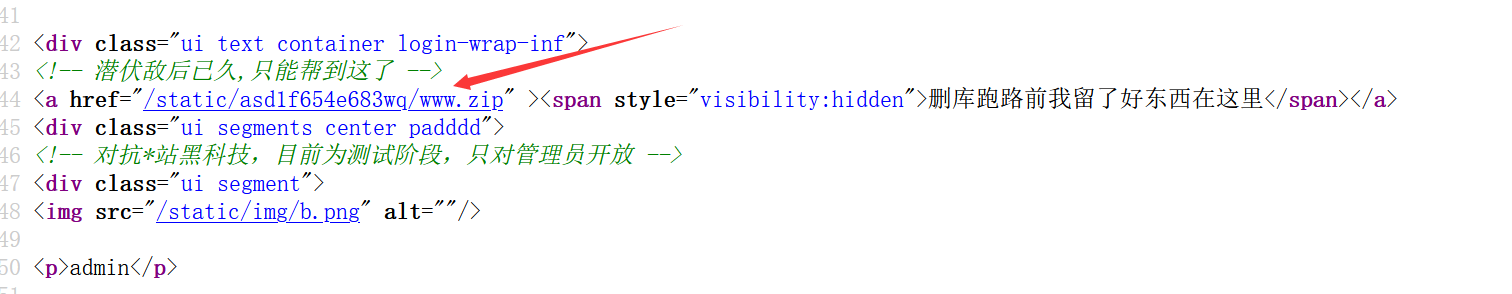 41
42 <div class="ui text container login-wrap-inf">
43 <!-- 潜伏敌后已久,只能帮到这了 -->
44 <a href="/static/asd1f654e683wq/www.zip" ><span style="visibility:hidden">删库跑路前我留了好东西在这里</span></a>
45 <div class="ui segments center padddd">
46 <!-- 对抗*站黑科技，目前为测试阶段，只对管理员开放 -->
47 <div class="ui segment">
48 <img src="/static/img/b.png" alt=""/>
49
50 <p>admin</p>
51